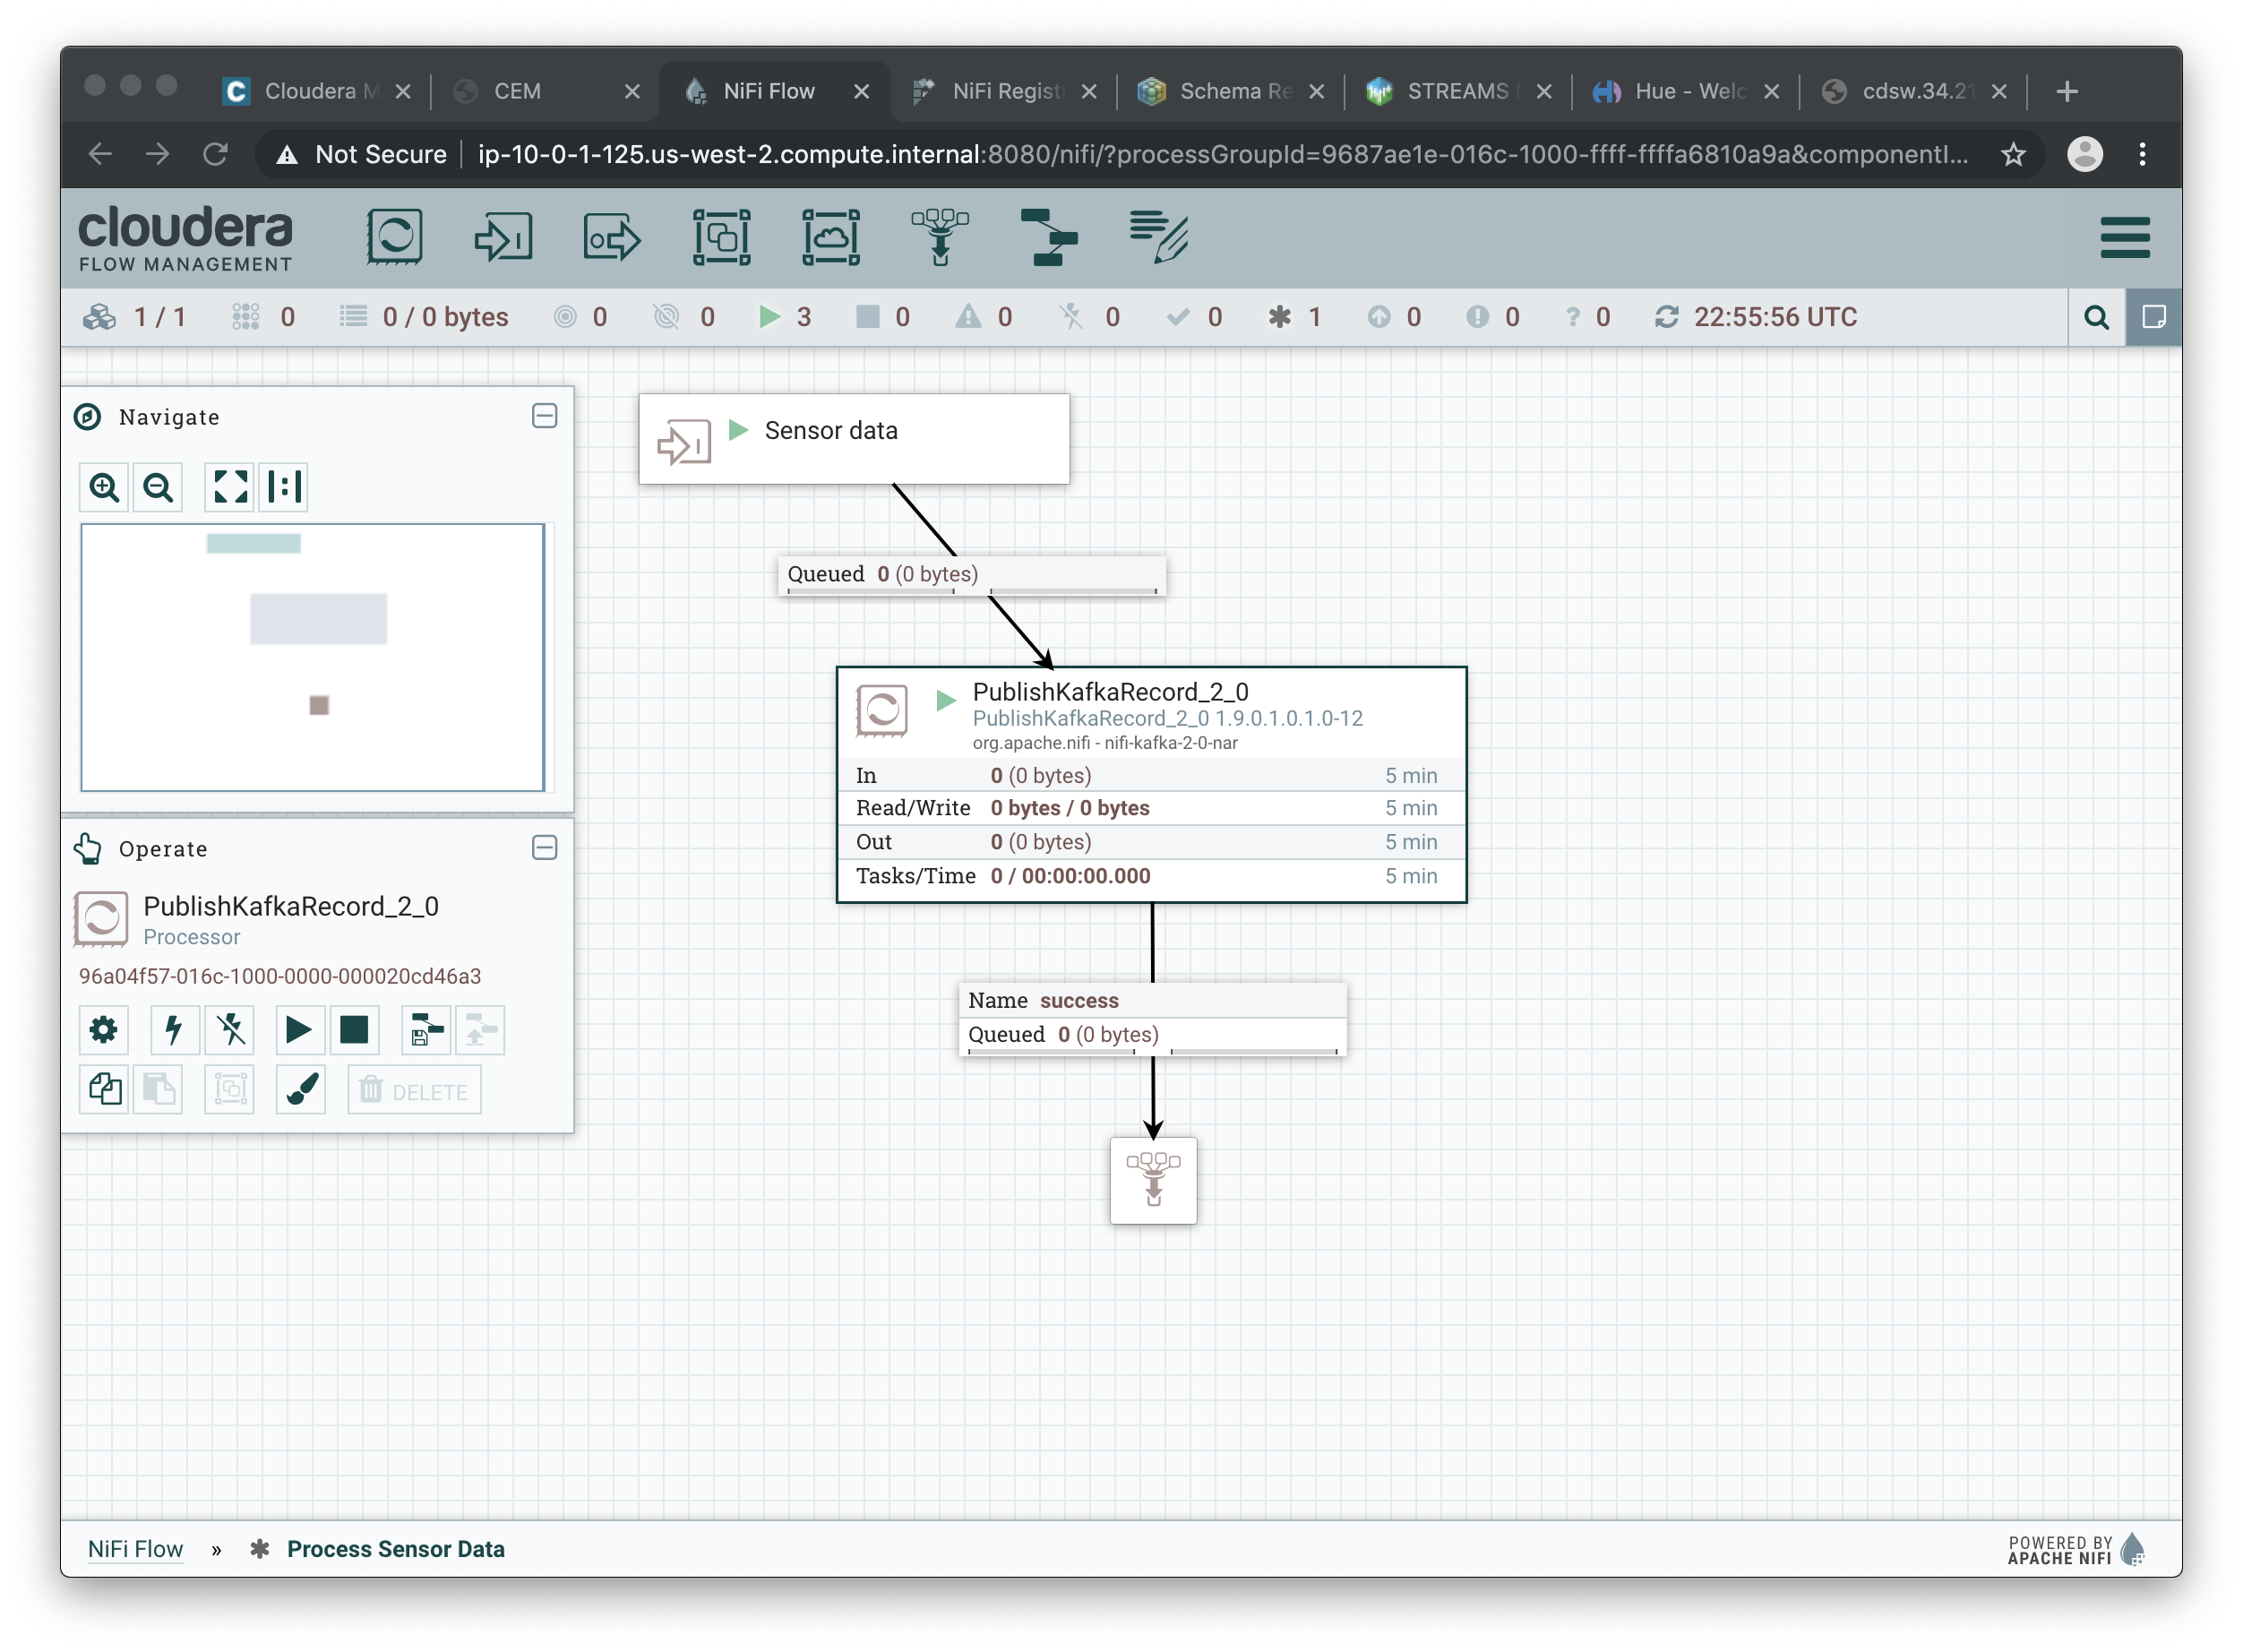 Cloudera M
CEM
NiFi Flow
NiFi Regist
Schema Re
STREAMS
Hue - Welc
cdsw.34.21
Not Secure ip-10-0-1-125.us-west-2.compute.internal:8080/nifi/?processGroupId=9687ae1e-016c-1000-ffff-ffffa6810a9a&componentI...
cloudera
FLOW MANAGEMENT
1 / 1 0 0 / 0 bytes 0 0 3 0 0 0 0 1 0 0 ? 0 22:55:56 UTC
Navigate
Sensor data
Queued 0 (0 bytes)
PublishKafkaRecord_2_0
PublishKafkaRecord_2_0 1.9.0.1.0.1.0-12
org.apache.nifi - nifi-kafka-2-0-nar
In 0 (0 bytes) 5 min
Read/Write 0 bytes / 0 bytes 5 min
Out 0 (0 bytes) 5 min
Tasks/Time 0 / 00:00:00.000 5 min
Name success
Queued 0 (0 bytes)
Operate
PublishKafkaRecord_2_0
Processor
96a04f57-016c-1000-0000-000020cd46a3
DELETE
NiFi Flow » Process Sensor Data
POWERED BY
APACHE NIFI